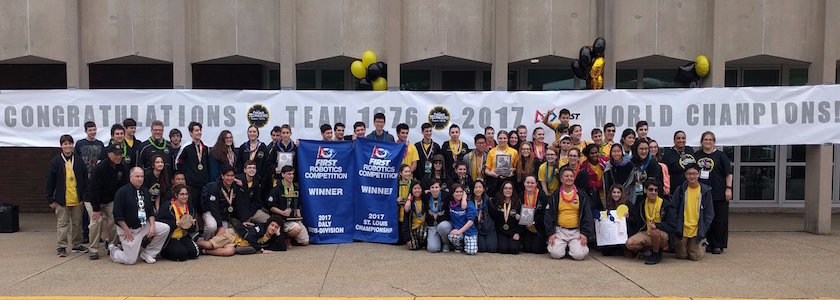 CONGRATULATIONS TEAM 1676 2017 FIRST WORLD CHAMPIONS
FIRST
ROBOTICS
COMPETITION
WINNER
2017
DALY
SUB-DIVISION
FIRST
ROBOTICS
COMPETITION
WINNER
2017
ST. LOUIS
CHAMPIONSHIP